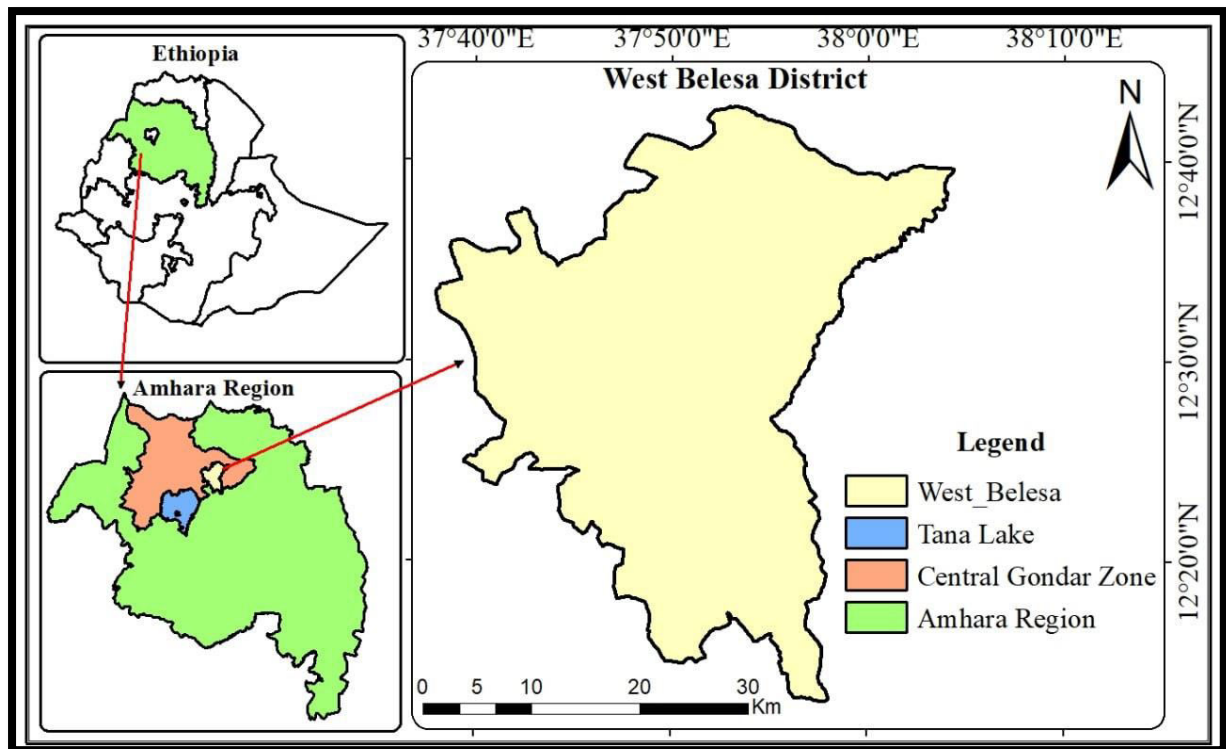 Ethiopia
Amhara Region
37°40'0"E 37°50'0"E 38°0'0"E 38°10'0"E
West Belesa District
N
12°40'0"N
12°30'0"N
12°20'0"N
Legend
West_Belesa
Tana Lake
Central Gondar Zone
Amhara Region
0 5 10 20 30
Km